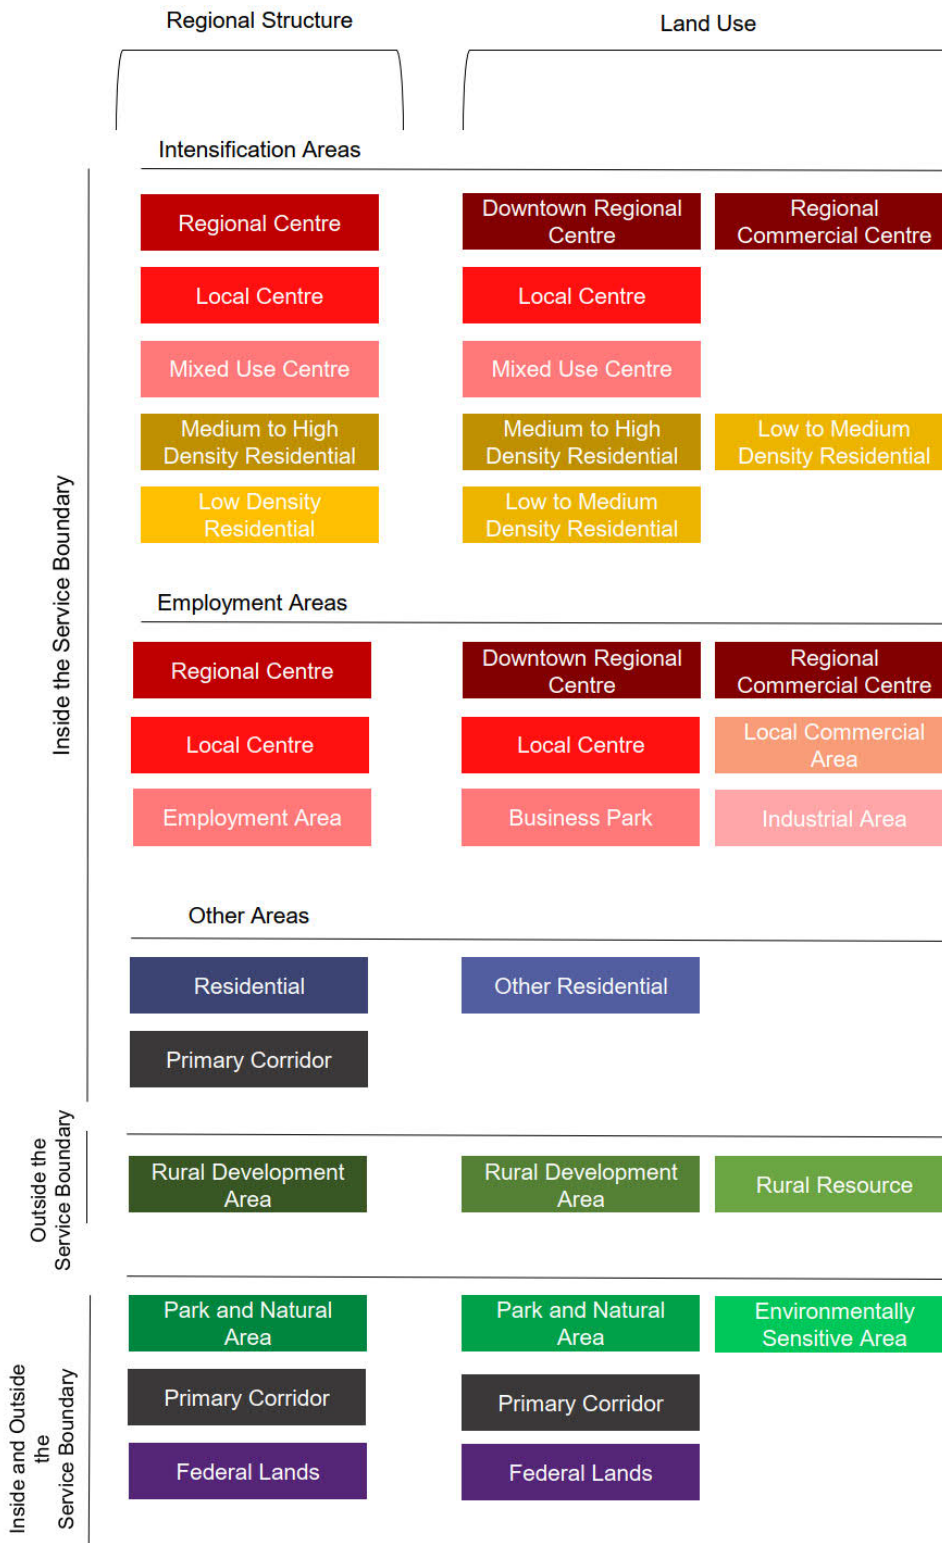 Regional Structure
Land Use
Inside the Service Boundary
Intensification Areas
Regional Centre
Downtown Regional
Centre
Regional
Commercial Centre
Local Centre
Local Centre
Mixed Use Centre
Mixed Use Centre
Medium to High
Density Residential
Medium to High
Density Residential
Low to Medium
Density Residential
Low Density
Residential
Low to Medium
Density Residential
Employment Areas
Regional Centre
Downtown Regional
Centre
Regional
Commercial Centre
Local Centre
Local Centre
Local Commercial
Area
Employment Area
Business Park
Industrial Area
Other Areas
Residential
Other Residential
Primary Corridor
Outside the
Service Boundary
Rural Development
Area
Rural Development
Area
Rural Resource
Inside and Outside
the
Service Boundary
Park and Natural
Area
Park and Natural
Area
Environmentally
Sensitive Area
Primary Corridor
Primary Corridor
Federal Lands
Federal Lands